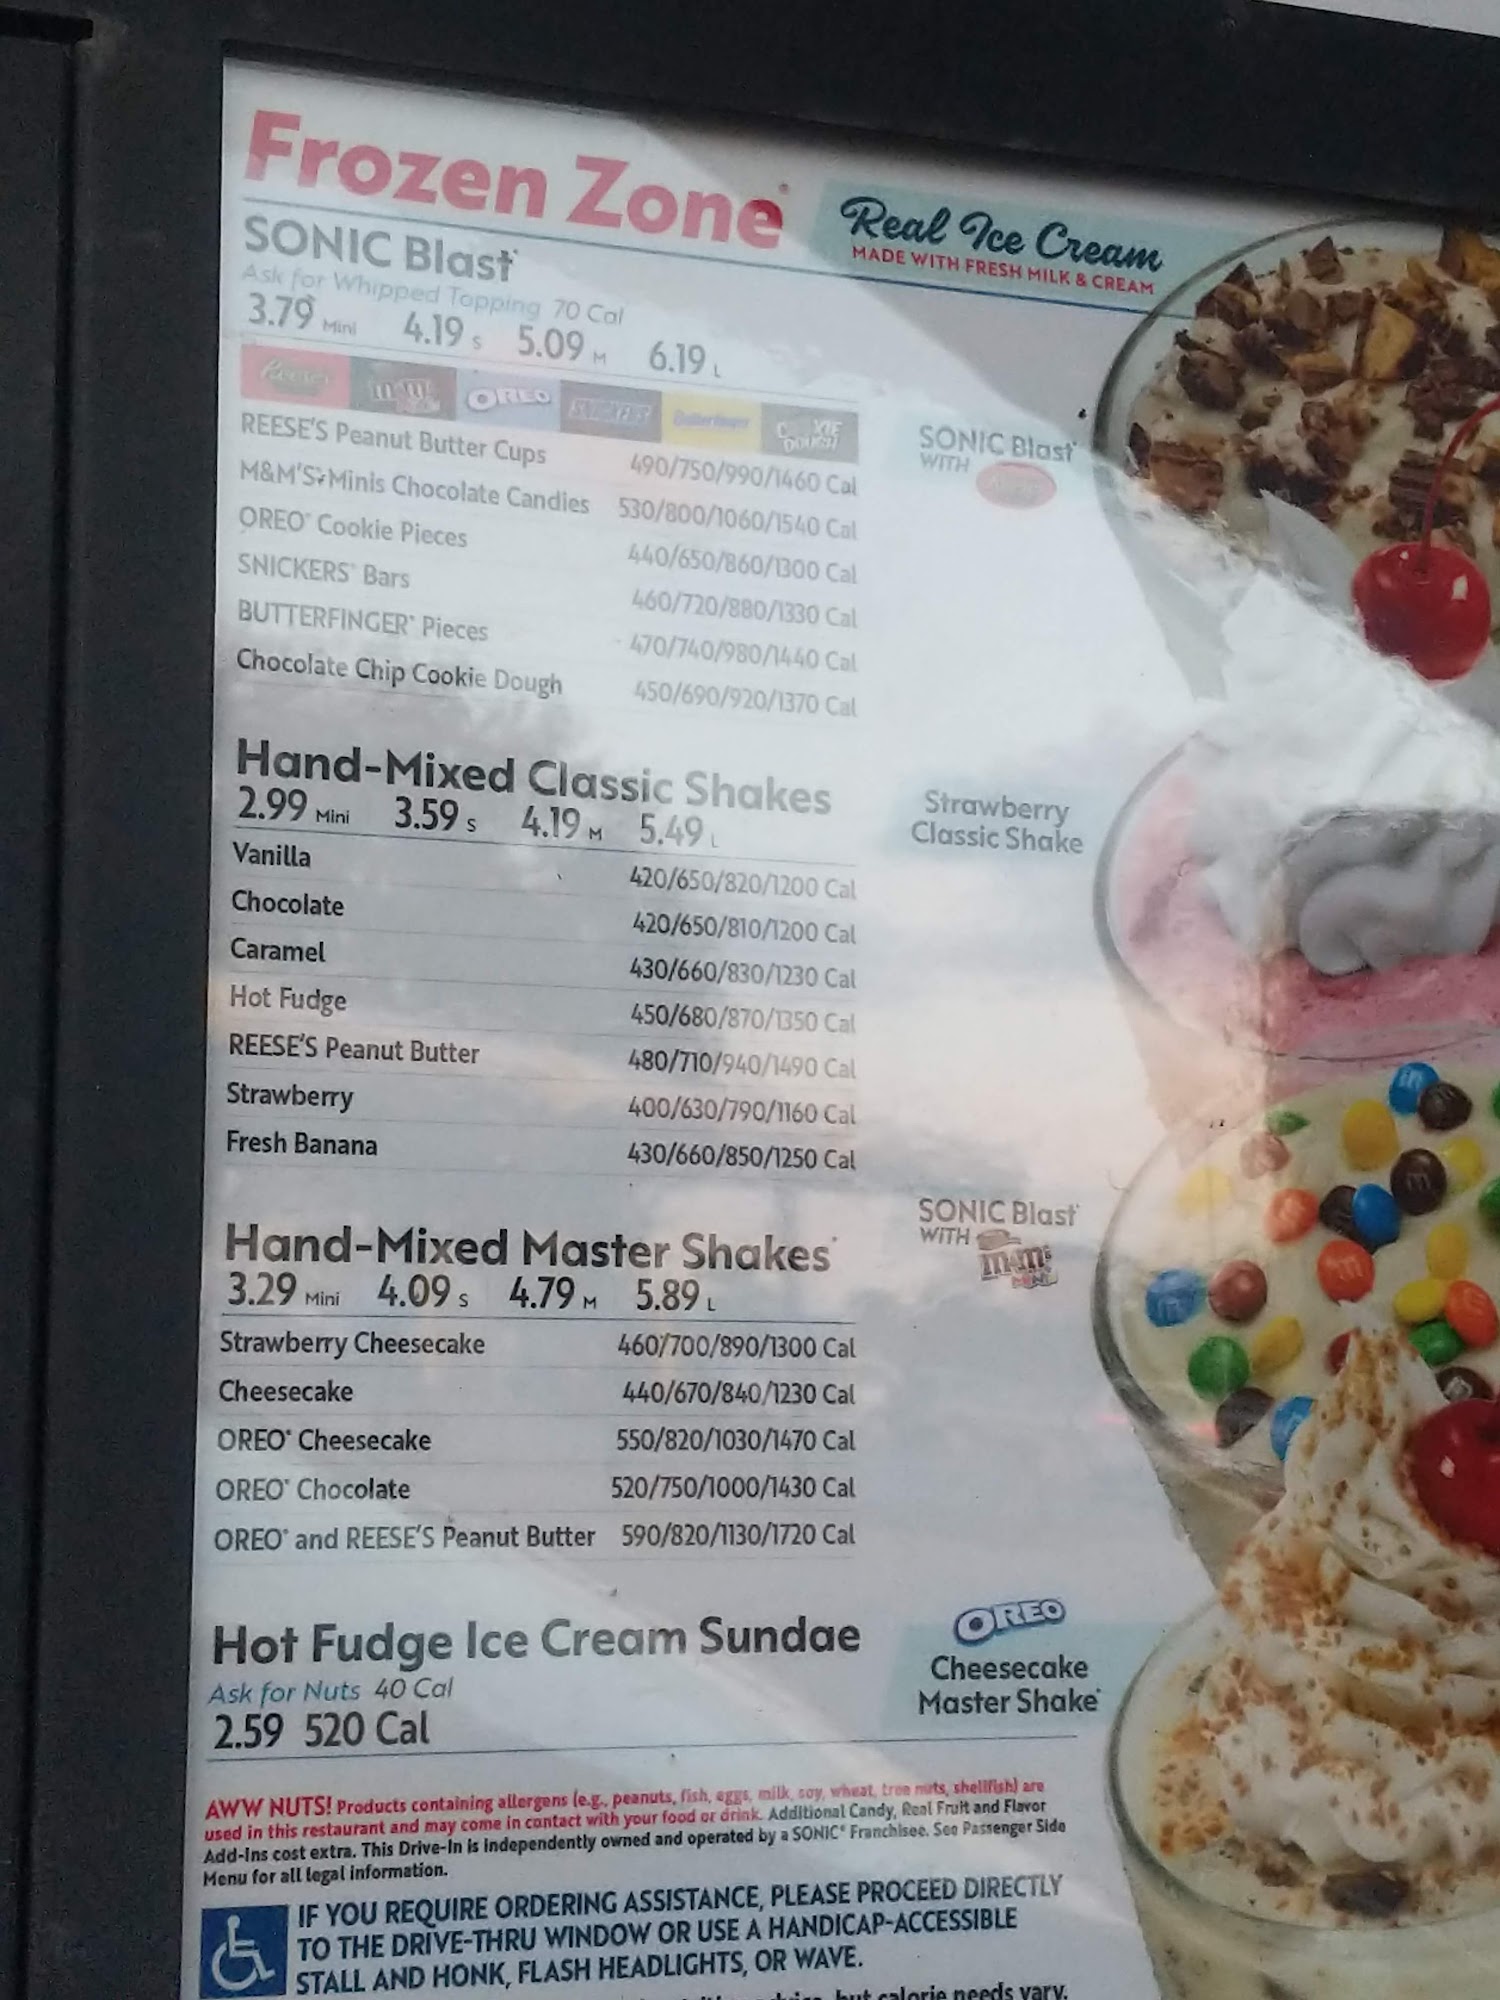 Frozen Zone®
Real Ice Cream
MADE WITH FRESH MILK & CREAM
SONIC Blast®
Ask for Whipped Topping 70 Cal
3.79 Mini 4.19 S 5.09 M 6.19 L
Reese's m&m's OREO SNICKERS Butterfinger COOKIE DOUGH
REESE'S Peanut Butter Cups 490/750/990/1460 Cal
M&M'S® Minis Chocolate Candies 530/800/1060/1540 Cal
OREO® Cookie Pieces 440/650/860/1300 Cal
SNICKERS® Bars 460/720/880/1330 Cal
BUTTERFINGER® Pieces 470/740/980/1440 Cal
Chocolate Chip Cookie Dough 450/690/920/1370 Cal
SONIC Blast®
WITH
Hand-Mixed Classic Shakes
2.99 Mini 3.59 S 4.19 M 5.49 L
Vanilla 420/650/820/1200 Cal
Chocolate 420/650/810/1200 Cal
Caramel 430/660/830/1230 Cal
Hot Fudge 450/680/870/1350 Cal
REESE'S Peanut Butter 480/710/940/1490 Cal
Strawberry 400/630/790/1160 Cal
Fresh Banana 430/660/850/1250 Cal
Strawberry
Classic Shake
Hand-Mixed Master Shakes®
3.29 Mini 4.09 S 4.79 M 5.89 L
Strawberry Cheesecake 460/700/890/1300 Cal
Cheesecake 440/670/840/1230 Cal
OREO® Cheesecake 550/820/1030/1470 Cal
OREO® Chocolate 520/750/1000/1430 Cal
OREO® and REESE'S Peanut Butter 590/820/1130/1720 Cal
SONIC Blast®
WITH m&m's
MINIS
Hot Fudge Ice Cream Sundae
Ask for Nuts 40 Cal
2.59 520 Cal
OREO
Cheesecake
Master Shake®
AWW NUTS! Products containing allergens (e.g., peanuts, fish, eggs, milk, soy, wheat, tree nuts, shellfish) are
used in this restaurant and may come in contact with your food or drink. Additional Candy, Real Fruit and Flavor
Add-Ins cost extra. This Drive-In is independently owned and operated by a SONIC® Franchisee. See Passenger Side
Menu for all legal information.
IF YOU REQUIRE ORDERING ASSISTANCE, PLEASE PROCEED DIRECTLY
TO THE DRIVE-THRU WINDOW OR USE A HANDICAP-ACCESSIBLE
STALL AND HONK, FLASH HEADLIGHTS, OR WAVE.
but calorie needs vary.